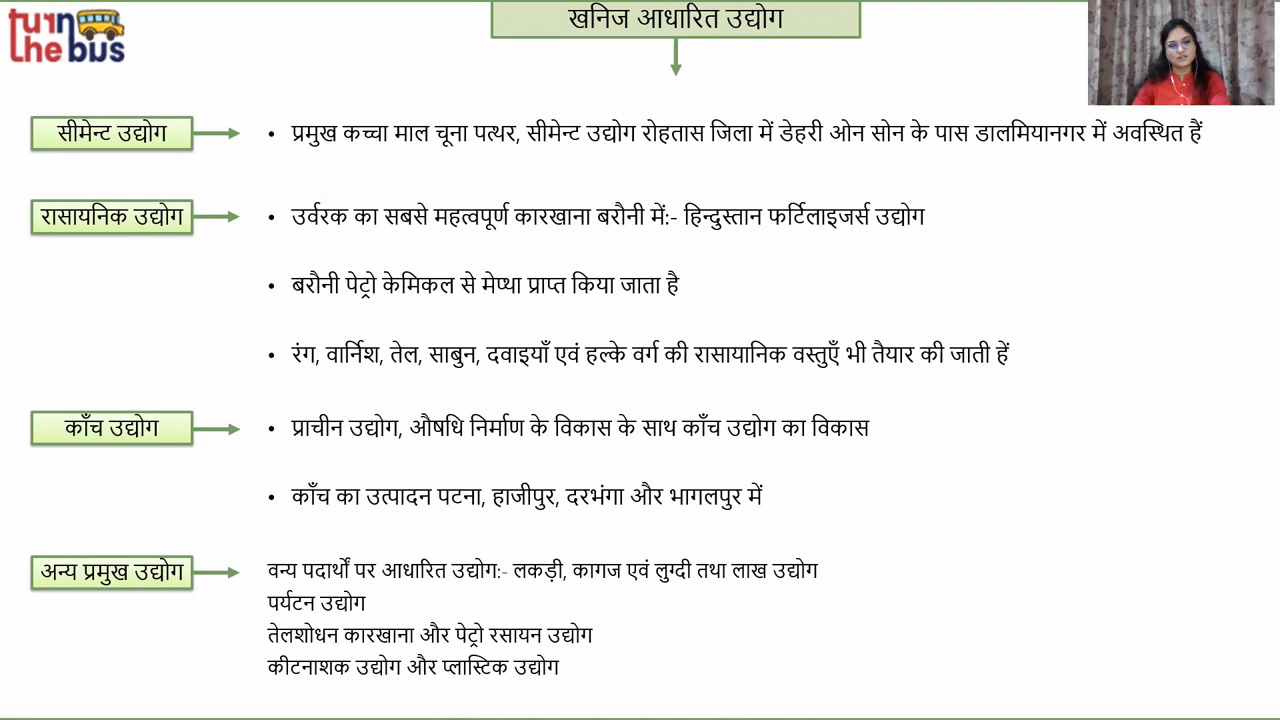 turn
the bus
खनिज आधारित उद्योग
सीमेन्ट उद्योग
• प्रमुख कच्चा माल चूना पत्थर, सीमेन्ट उद्योग रोहतास जिला में डेहरी ओन सोन के पास डालमियानगर में अवस्थित हैं
रासायनिक उद्योग
• उर्वरक का सबसे महत्वपूर्ण कारखाना बरौनी में:- हिन्दुस्तान फर्टिलाइजर्स उद्योग
• बरौनी पेट्रो केमिकल से मेप्था प्राप्त किया जाता है
• रंग, वार्निश, तेल, साबुन, दवाइयाँ एवं हल्के वर्ग की रासायानिक वस्तुएँ भी तैयार की जाती हें
काँच उद्योग
• प्राचीन उद्योग, औषधि निर्माण के विकास के साथ काँच उद्योग का विकास
• काँच का उत्पादन पटना, हाजीपुर, दरभंगा और भागलपुर में
अन्य प्रमुख उद्योग
वन्य पदार्थों पर आधारित उद्योग:- लकड़ी, कागज एवं लुग्दी तथा लाख उद्योग
पर्यटन उद्योग
तेलशोधन कारखाना और पेट्रो रसायन उद्योग
कीटनाशक उद्योग और प्लास्टिक उद्योग